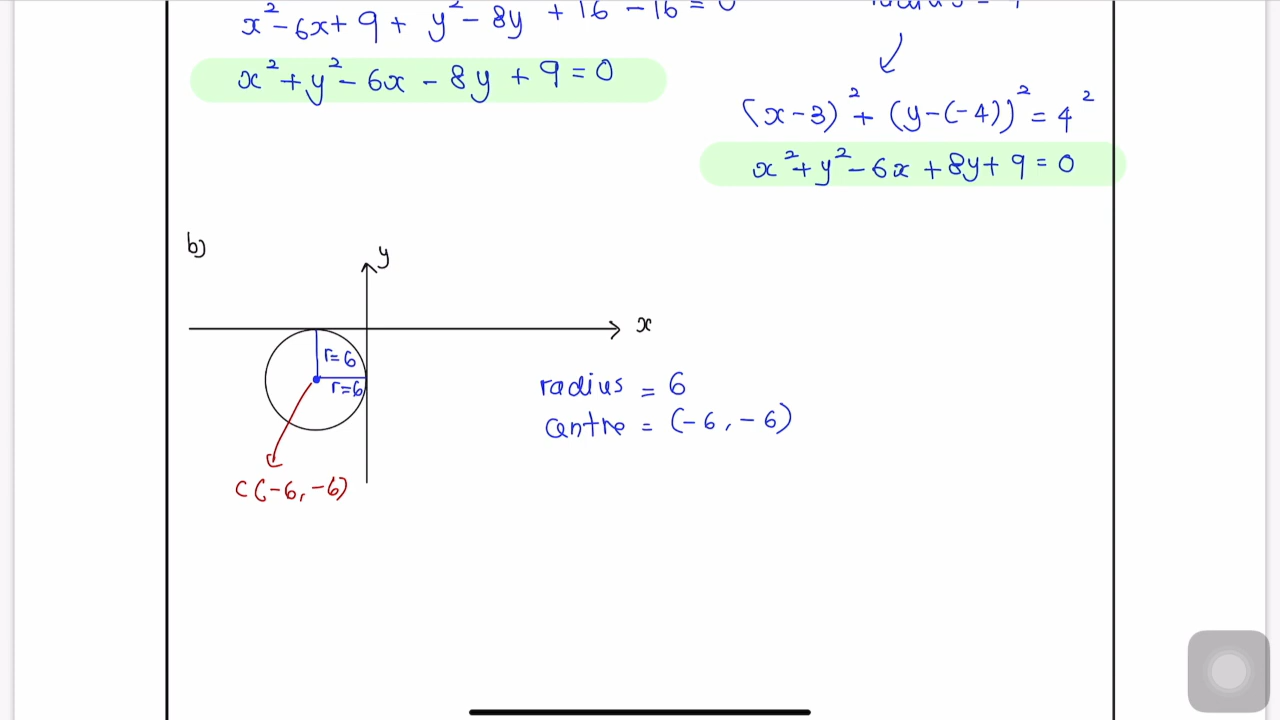 x² - 6x + 9 + y² - 8y + 16 - 16 = 0
x² + y² - 6x - 8y + 9 = 0
(x - 3)² + (y - (-4))² = 4²
x² + y² - 6x + 8y + 9 = 0
b)
y
x
r = 6
r = 6
C(-6, -6)
radius = 6
centre = (-6, -6)